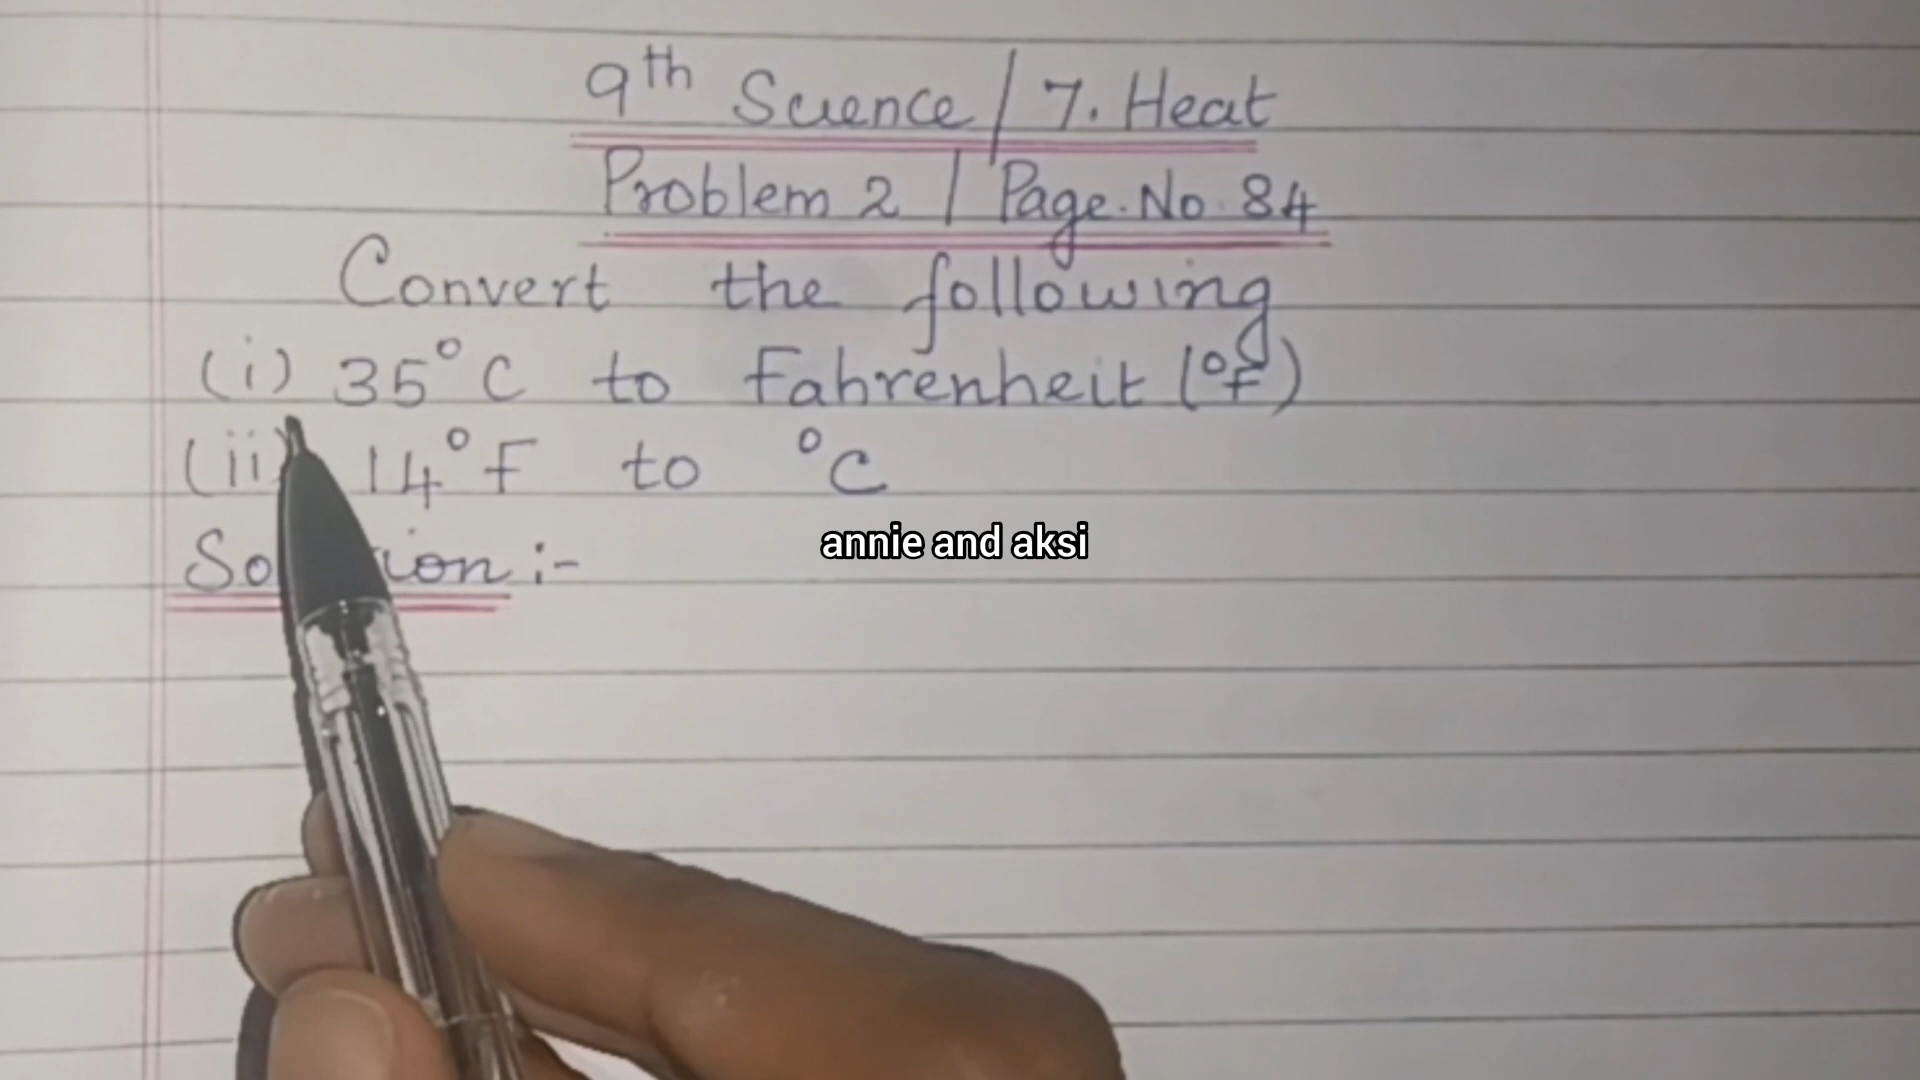 9th Science / 7. Heat
Problem 2 / Page.No. 84
Convert the following
(i) 35°C to Fahrenheit (°F)
(ii) 14°F to °C
annie and aksi
:-